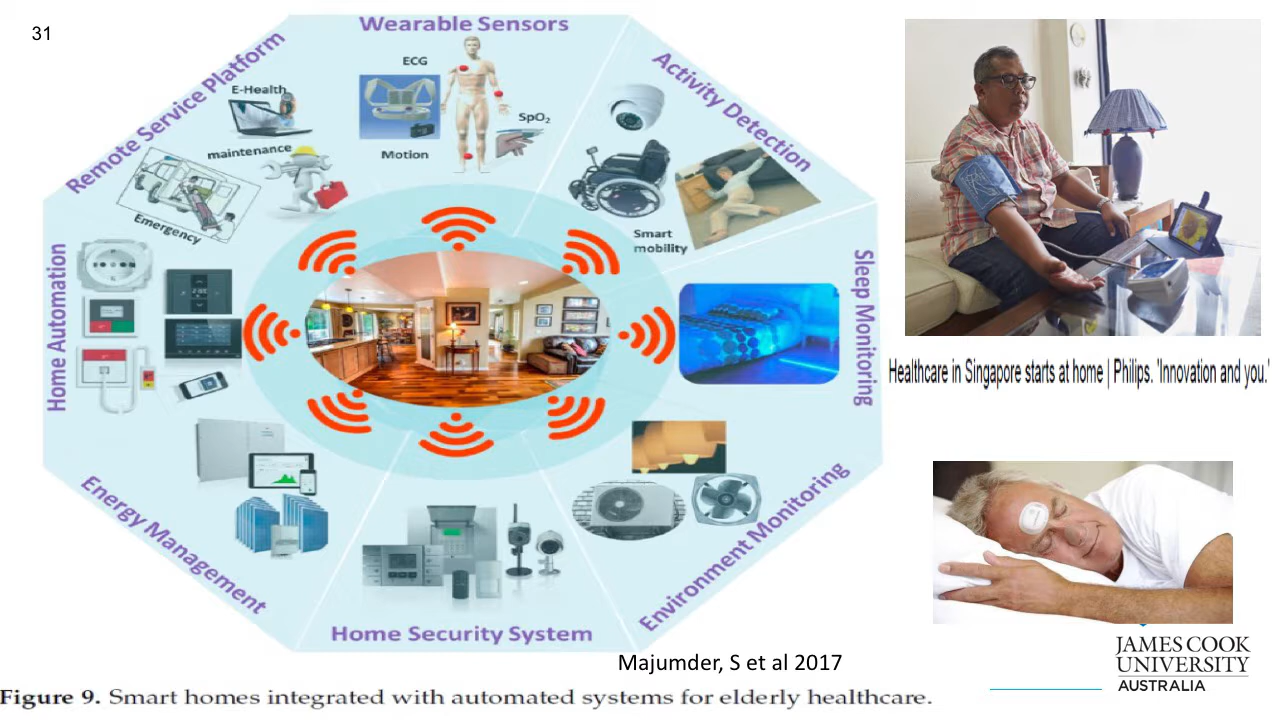 31
Wearable Sensors
Remote Service Platform
Activity Detection
E-Health
ECG
SpO₂
maintenance
Motion
Emergency
Smart
mobility
Home Automation
Sleep Monitoring
Healthcare in Singapore starts at home | Philips. 'Innovation and you.'
Energy Management
Environment Monitoring
Home Security System
Majumder, S et al 2017
JAMES COOK
UNIVERSITY
AUSTRALIA
Figure 9. Smart homes integrated with automated systems for elderly healthcare.